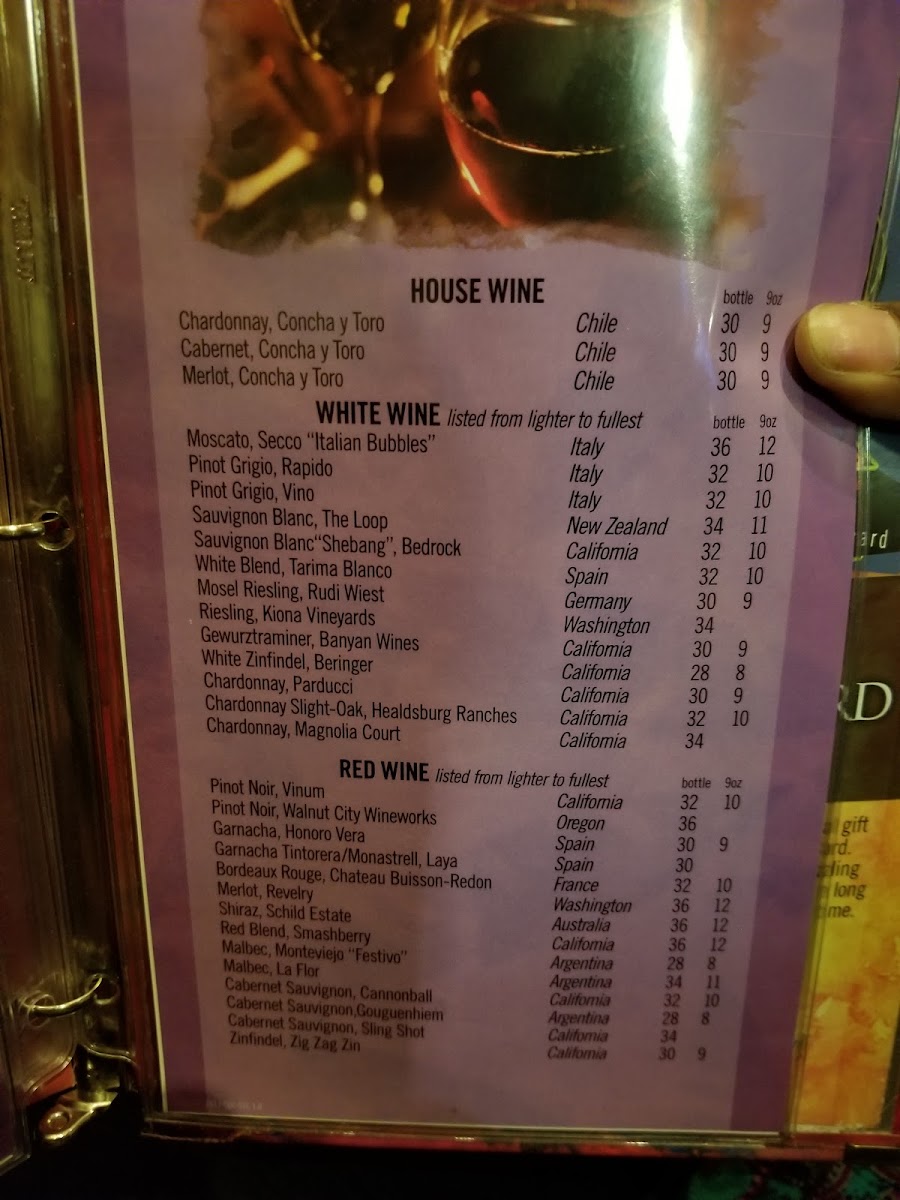 HOUSE WINE bottle 9oz
Chardonnay, Concha y Toro Chile 30 9
Cabernet, Concha y Toro Chile 30 9
Merlot, Concha y Toro Chile 30 9
WHITE WINE listed from lighter to fullest bottle 9oz
Moscato, Secco "Italian Bubbles" Italy 36 12
Pinot Grigio, Rapido Italy 32 10
Pinot Grigio, Vino Italy 32 10
Sauvignon Blanc, The Loop New Zealand 34 11
Sauvignon Blanc"Shebang", Bedrock California 32 10
White Blend, Tarima Blanco Spain 32 10
Mosel Riesling, Rudi Wiest Germany 30 9
Riesling, Kiona Vineyards Washington 34
Gewurztraminer, Banyan Wines California 30 9
White Zinfindel, Beringer California 28 8
Chardonnay, Parducci California 30 9
Chardonnay Slight-Oak, Healdsburg Ranches California 32 10
Chardonnay, Magnolia Court California 34
RED WINE listed from lighter to fullest bottle 9oz
Pinot Noir, Vinum California 32 10
Pinot Noir, Walnut City Wineworks Oregon 36
Garnacha, Honoro Vera Spain 30 9
Garnacha Tintorera/Monastrell, Laya Spain 30
Bordeaux Rouge, Chateau Buisson-Redon France 32 10
Merlot, Revelry Washington 36 12
Shiraz, Schild Estate Australia 36 12
Red Blend, Smashberry California 36 12
Malbec, Monteviejo "Festivo" Argentina 28 8
Malbec, La Flor Argentina 34 11
Cabernet Sauvignon, Cannonball California 32 10
Cabernet Sauvignon,Gouguenhiem Argentina 28 8
Cabernet Sauvignon, Sling Shot California 34
Zinfindel, Zig Zag Zin California 30 9
gift
long